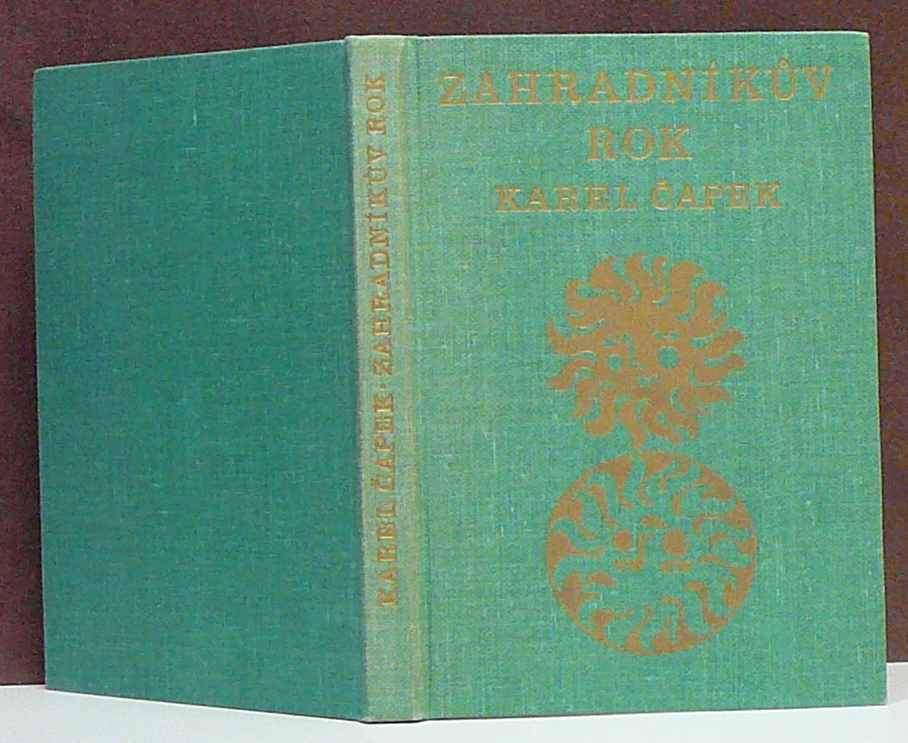 ZAHRADNÍKŮV
ROK
KAREL ČAPEK
KAREL ČAPEK · ZAHRADNÍKŮV ROK